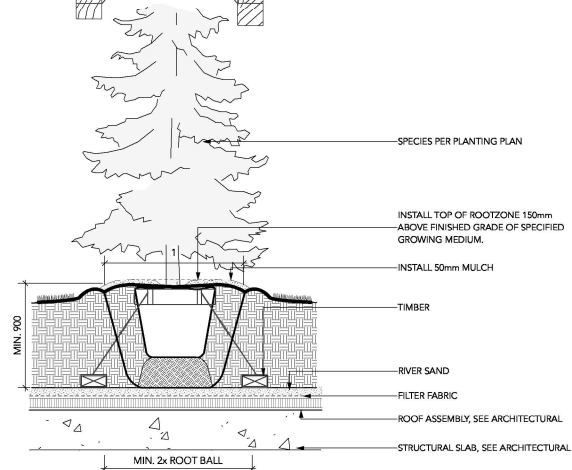 SPECIES PER PLANTING PLAN
INSTALL TOP OF ROOTZONE 150mm
ABOVE FINISHED GRADE OF SPECIFIED
GROWING MEDIUM.
1
INSTALL 50mm MULCH
TIMBER
MIN. 900
RIVER SAND
FILTER FABRIC
ROOF ASSEMBLY, SEE ARCHITECTURAL
STRUCTURAL SLAB, SEE ARCHITECTURAL
MIN. 2x ROOT BALL